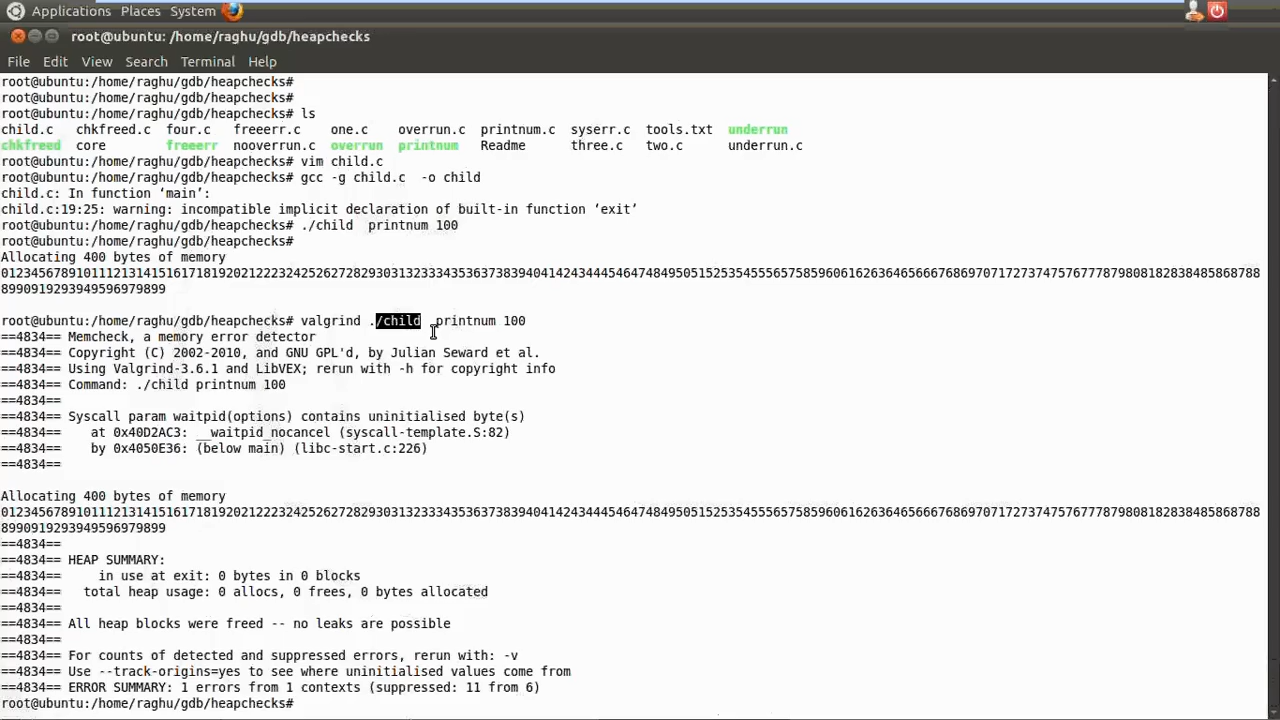 Applications Places System
root@ubuntu: /home/raghu/gdb/heapchecks
File Edit View Search Terminal Help
root@ubuntu:/home/raghu/gdb/heapchecks#
root@ubuntu:/home/raghu/gdb/heapchecks#
root@ubuntu:/home/raghu/gdb/heapchecks# ls
child.c chkfreed.c four.c freeerr.c one.c overrun.c printnum.c syserr.c tools.txt underrun
chkfreed core freeerr nooverrun.c overrun printnum Readme three.c two.c underrun.c
root@ubuntu:/home/raghu/gdb/heapchecks# vim child.c
root@ubuntu:/home/raghu/gdb/heapchecks# gcc -g child.c -o child
child.c: In function ‘main’:
child.c:19:25: warning: incompatible implicit declaration of built-in function ‘exit’
root@ubuntu:/home/raghu/gdb/heapchecks# ./child printnum 100
root@ubuntu:/home/raghu/gdb/heapchecks#
Allocating 400 bytes of memory
0123456789101112131415161718192021222324252627282930313233343536373839404142434445464748495051525354555657585960616263646566676869707172737475767778798081828384858687888
89909192939495969798​99
root@ubuntu:/home/raghu/gdb/heapchecks# valgrind ./child printnum 100
==4834== Memcheck, a memory error detector
==4834== Copyright (C) 2002-2010, and GNU GPL'd, by Julian Seward et al.
==4834== Using Valgrind-3.6.1 and LibVEX; rerun with -h for copyright info
==4834== Command: ./child printnum 100
==4834==
==4834== Syscall param waitpid(options) contains uninitialised byte(s)
==4834== at 0x40D2AC3: __waitpid_nocancel (syscall-template.S:82)
==4834== by 0x4050E36: (below main) (libc-start.c:226)
==4834==
Allocating 400 bytes of memory
0123456789101112131415161718192021222324252627282930313233343536373839404142434445464748495051525354555657585960616263646566676869707172737475767778798081828384858687888
8990919293949596979899
==4834==
==4834== HEAP SUMMARY:
==4834== in use at exit: 0 bytes in 0 blocks
==4834== total heap usage: 0 allocs, 0 frees, 0 bytes allocated
==4834==
==4834== All heap blocks were freed -- no leaks are possible
==4834==
==4834== For counts of detected and suppressed errors, rerun with: -v
==4834== Use --track-origins=yes to see where uninitialised values come from
==4834== ERROR SUMMARY: 1 errors from 1 contexts (suppressed: 11 from 6)
root@ubuntu:/home/raghu/gdb/heapchecks#